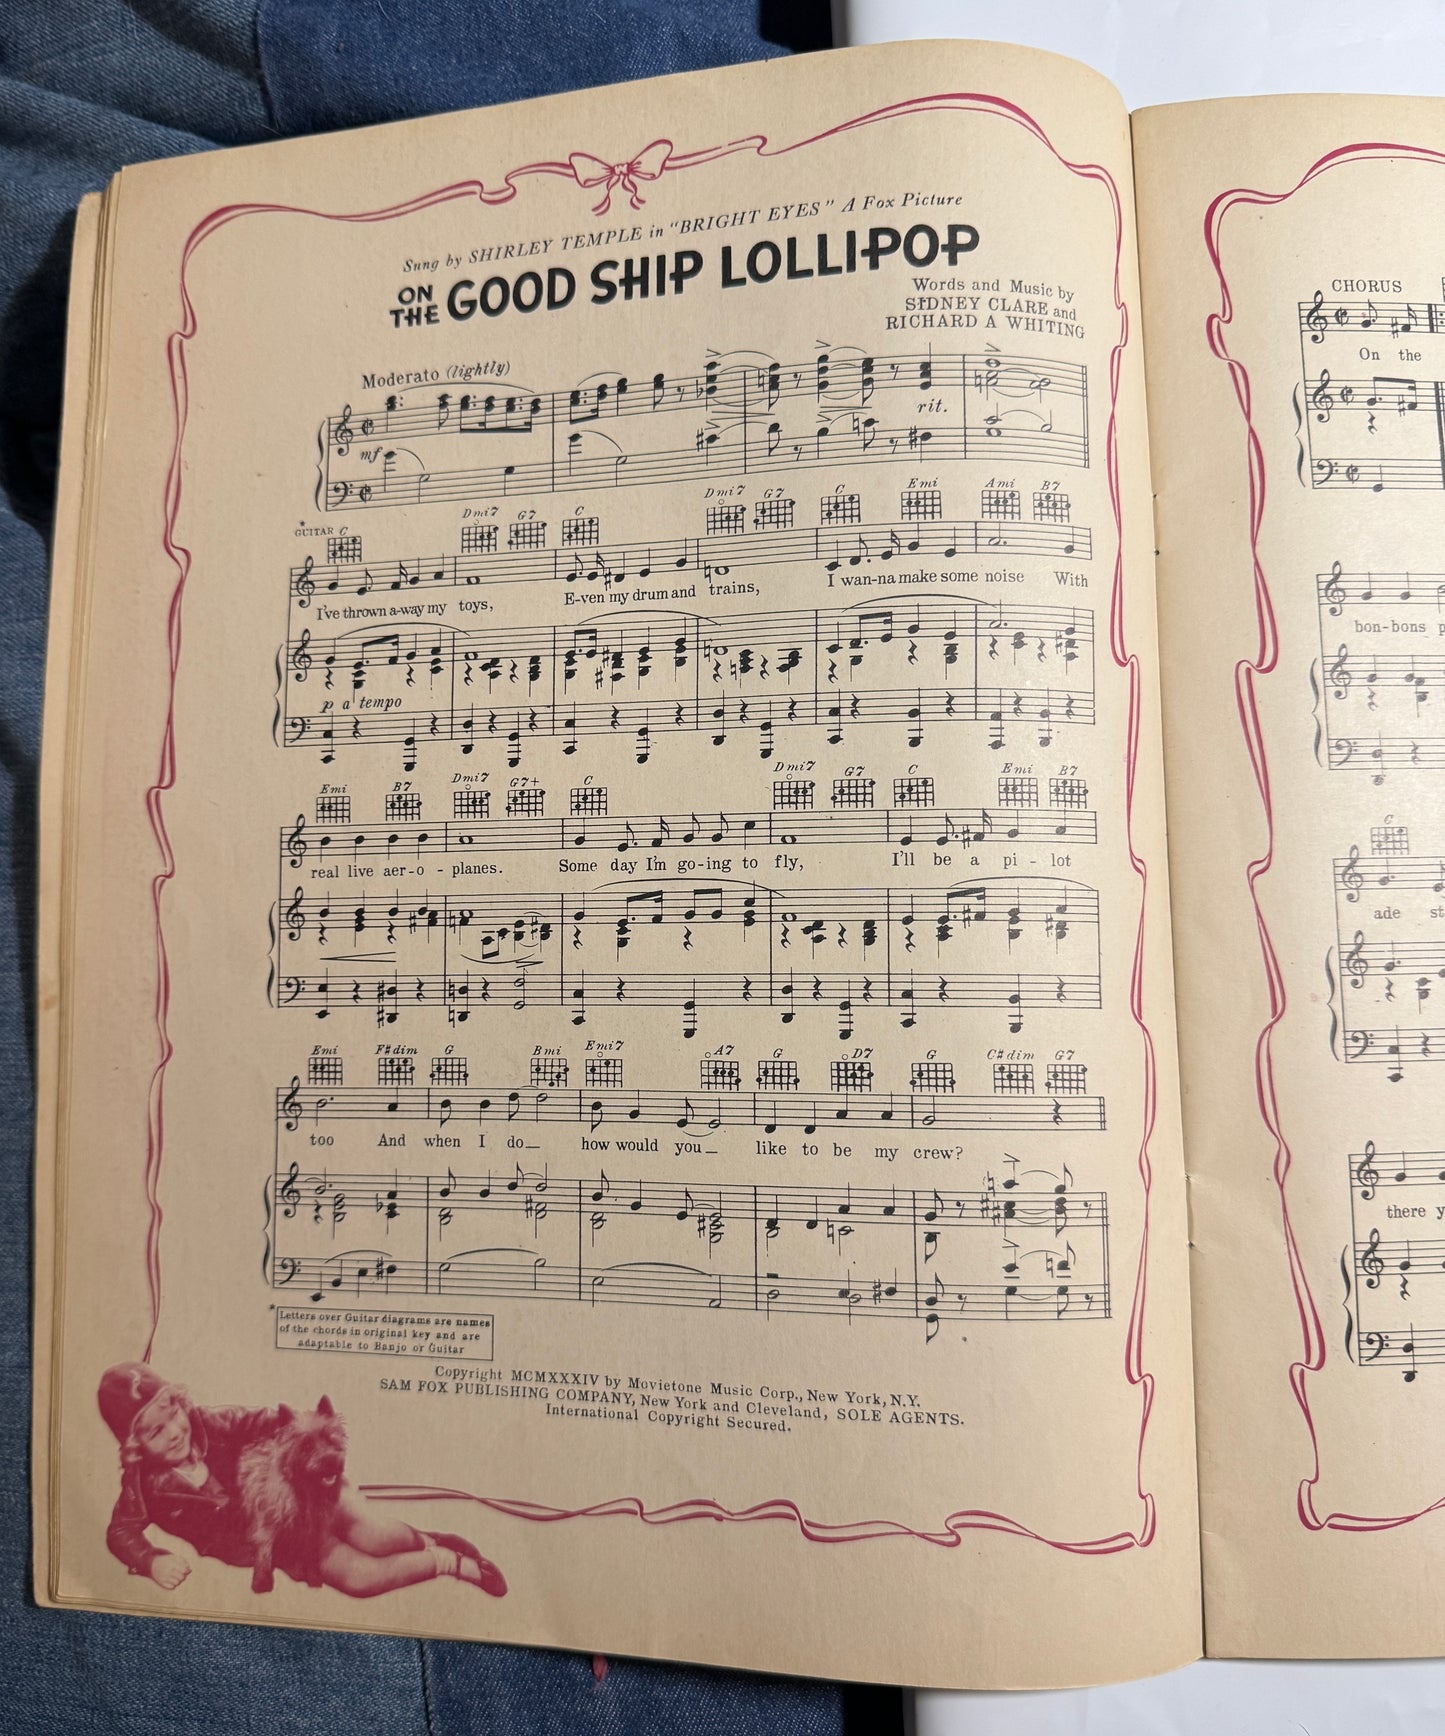 Sung by SHIRLEY TEMPLE in "BRIGHT EYES" A Fox Picture
ON THE GOOD SHIP LOLLIPOP
Words and Music by
SIDNEY CLARE and
RICHARD A WHITING
Moderato (lightly)
mf
rit.
* GUITAR C Dmi7 G7 C Dmi7 G7 C Emi Ami B7
I've thrown a-way my toys, E-ven my drum and trains, I wan-na make some noise With
p a tempo
Emi B7 Dmi7 G7+ C Dmi7 G7 C Emi B7
real live aer-o - planes. Some day I'm go-ing to fly, I'll be a pi - lot
Emi F#dim G Bmi Emi7 A7 G D7 G C#dim G7
too And when I do_ how would you_ like to be my crew?
* Letters over Guitar diagrams are names
of the chords in original key and are
adaptable to Banjo or Guitar
Copyright MCMXXXIV by Movietone Music Corp., New York, N.Y.
SAM FOX PUBLISHING COMPANY, New York and Cleveland, SOLE AGENTS.
International Copyright Secured.
CHORUS
On the
bon-bons p
C
ade st
there y